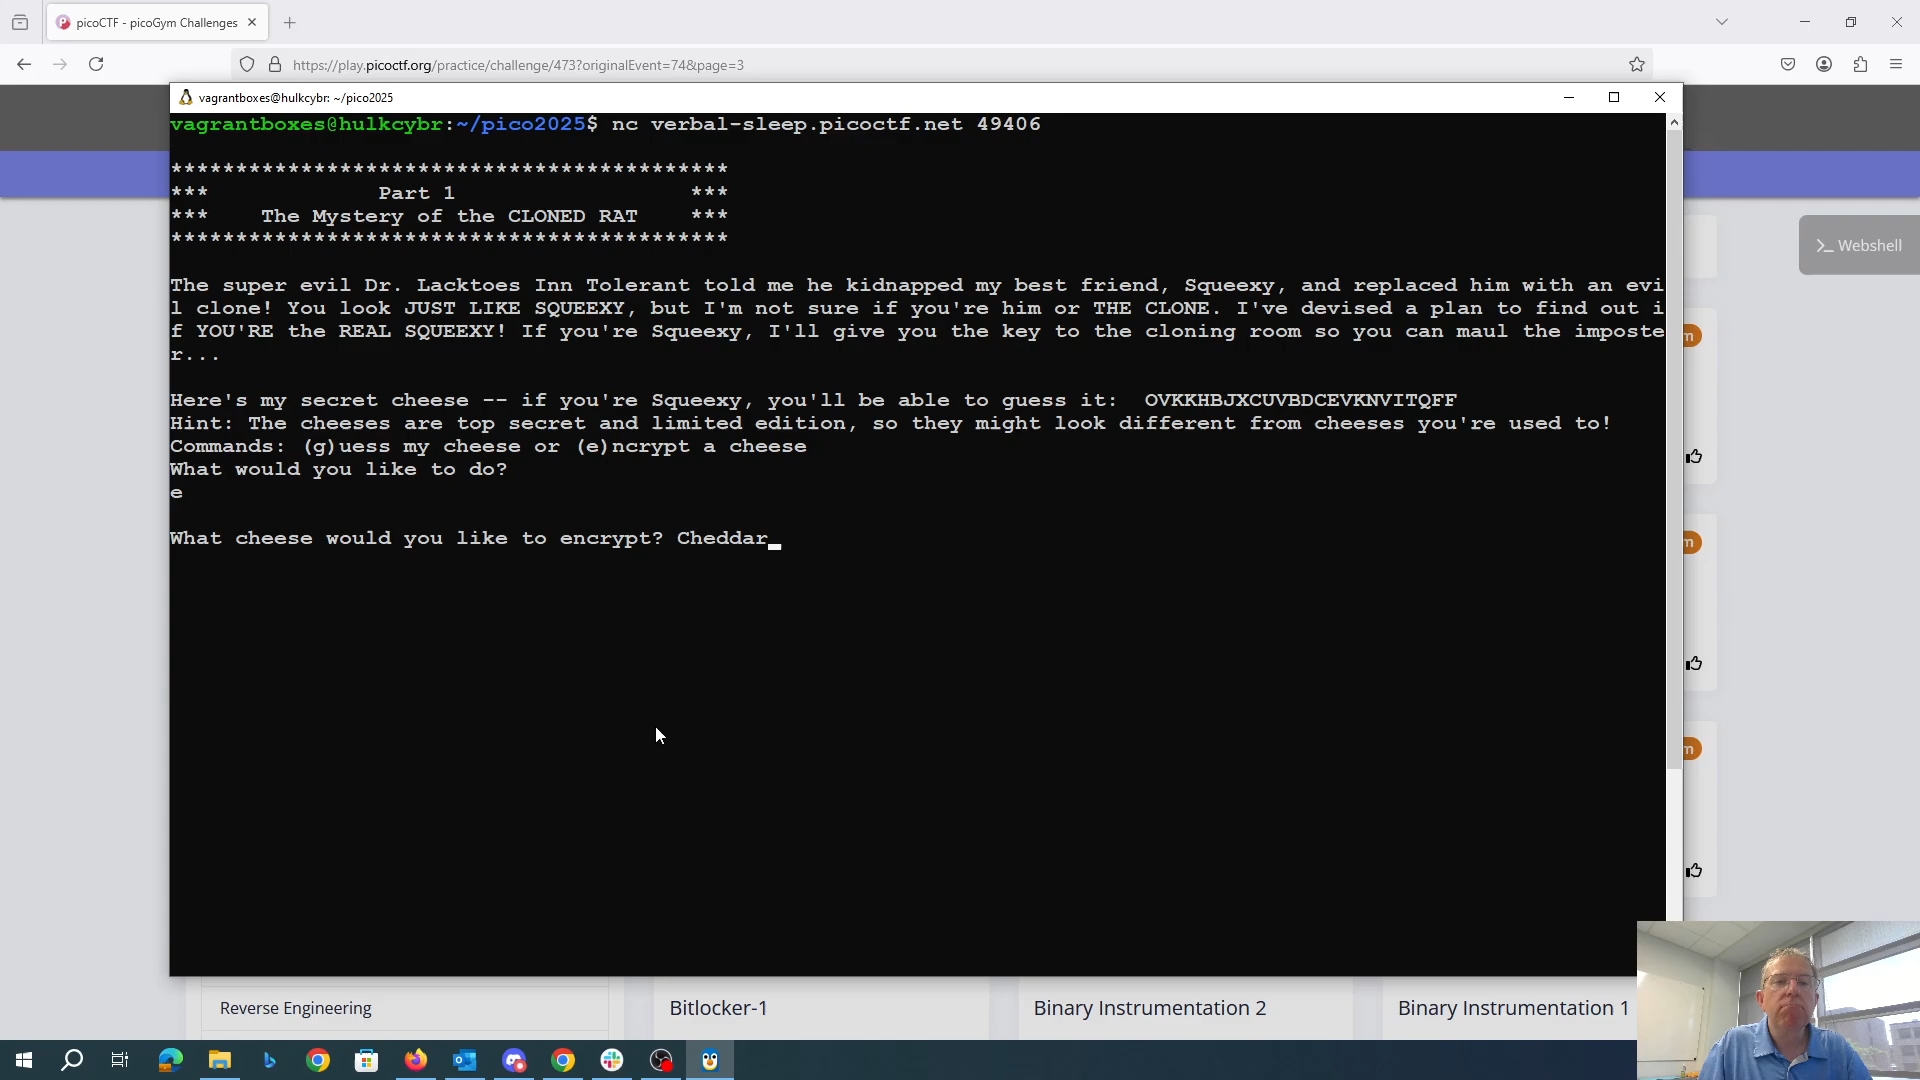 picoCTF - picoGym Challenges
https://play.picoctf.org/practice/challenge/473?originalEvent=74&page=3
vagrantboxes@hulkcybr: ~/pico2025
vagrantboxes@hulkcybr:~/pico2025$ nc verbal-sleep.picoctf.net 49406
*******************************************
***             Part 1                  ***
***    The Mystery of the CLONED RAT    ***
*******************************************
The super evil Dr. Lacktoes Inn Tolerant told me he kidnapped my best friend, Squeexy, and replaced him with an evi
l clone! You look JUST LIKE SQUEEXY, but I'm not sure if you're him or THE CLONE. I've devised a plan to find out i
f YOU'RE the REAL SQUEEXY! If you're Squeexy, I'll give you the key to the cloning room so you can maul the imposte
r...
Here's my secret cheese -- if you're Squeexy, you'll be able to guess it:  OVKKHBJXCUVBDCEVKNVITQFF
Hint: The cheeses are top secret and limited edition, so they might look different from cheeses you're used to!
Commands: (g)uess my cheese or (e)ncrypt a cheese
What would you like to do?
e
What cheese would you like to encrypt? Cheddar_
>_ Webshell
m
m
m
Reverse Engineering
Bitlocker-1
Binary Instrumentation 2
Binary Instrumentation 1